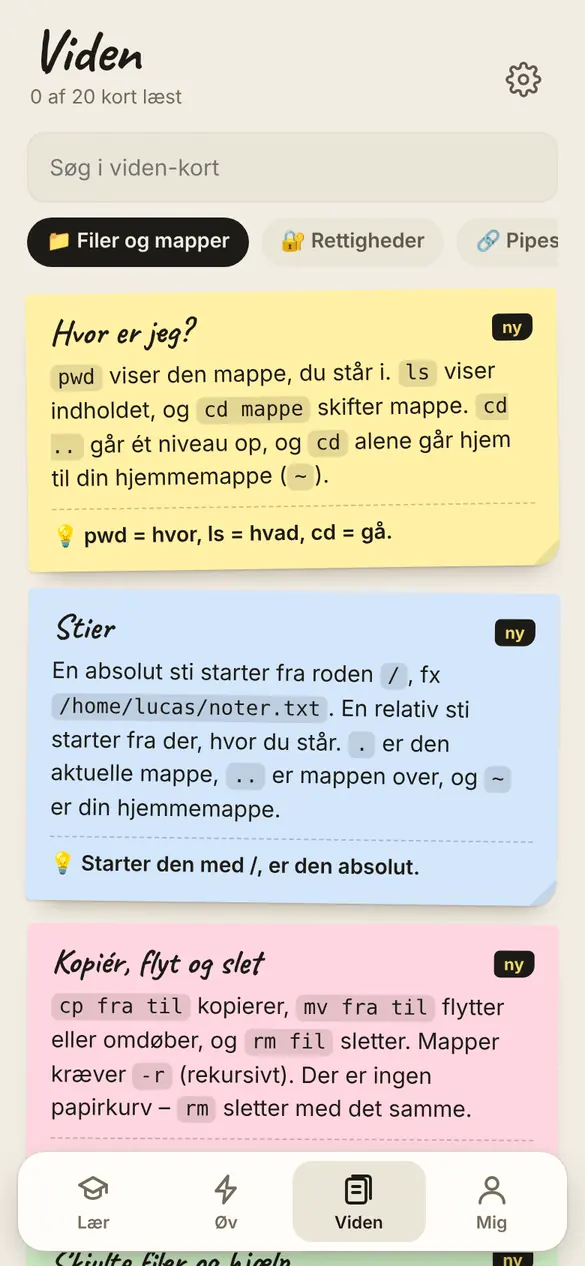 Viden
0 af 20 kort læst
Søg i viden-kort
📁 Filer og mapper
🔐 Rettigheder
🔗 Pipes
Hvor er jeg?
ny
pwd viser den mappe, du står i. ls viser
indholdet, og cd mappe skifter mappe. cd
.. går ét niveau op, og cd alene går hjem
til din hjemmemappe (~).
💡 pwd = hvor, ls = hvad, cd = gå.
Stier
ny
En absolut sti starter fra roden /, fx
/home/lucas/noter.txt. En relativ sti
starter fra der, hvor du står. . er den
aktuelle mappe, .. er mappen over, og ~
er din hjemmemappe.
💡 Starter den med /, er den absolut.
Kopiér, flyt og slet
ny
cp fra til kopierer, mv fra til flytter
eller omdøber, og rm fil sletter. Mapper
kræver -r (rekursivt). Der er ingen
papirkurv – rm sletter med det samme.
Lær
Øv
Viden
Mig
Skjulte filer og hjælp
ny